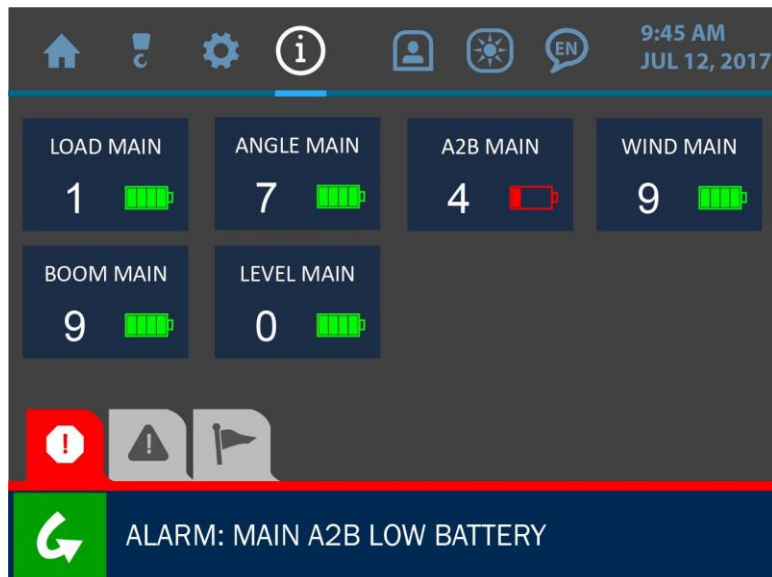 EN
9:45 AM
JUL 12, 2017
LOAD MAIN
1
ANGLE MAIN
7
A2B MAIN
4
WIND MAIN
9
BOOM MAIN
9
LEVEL MAIN
0
ALARM: MAIN A2B LOW BATTERY